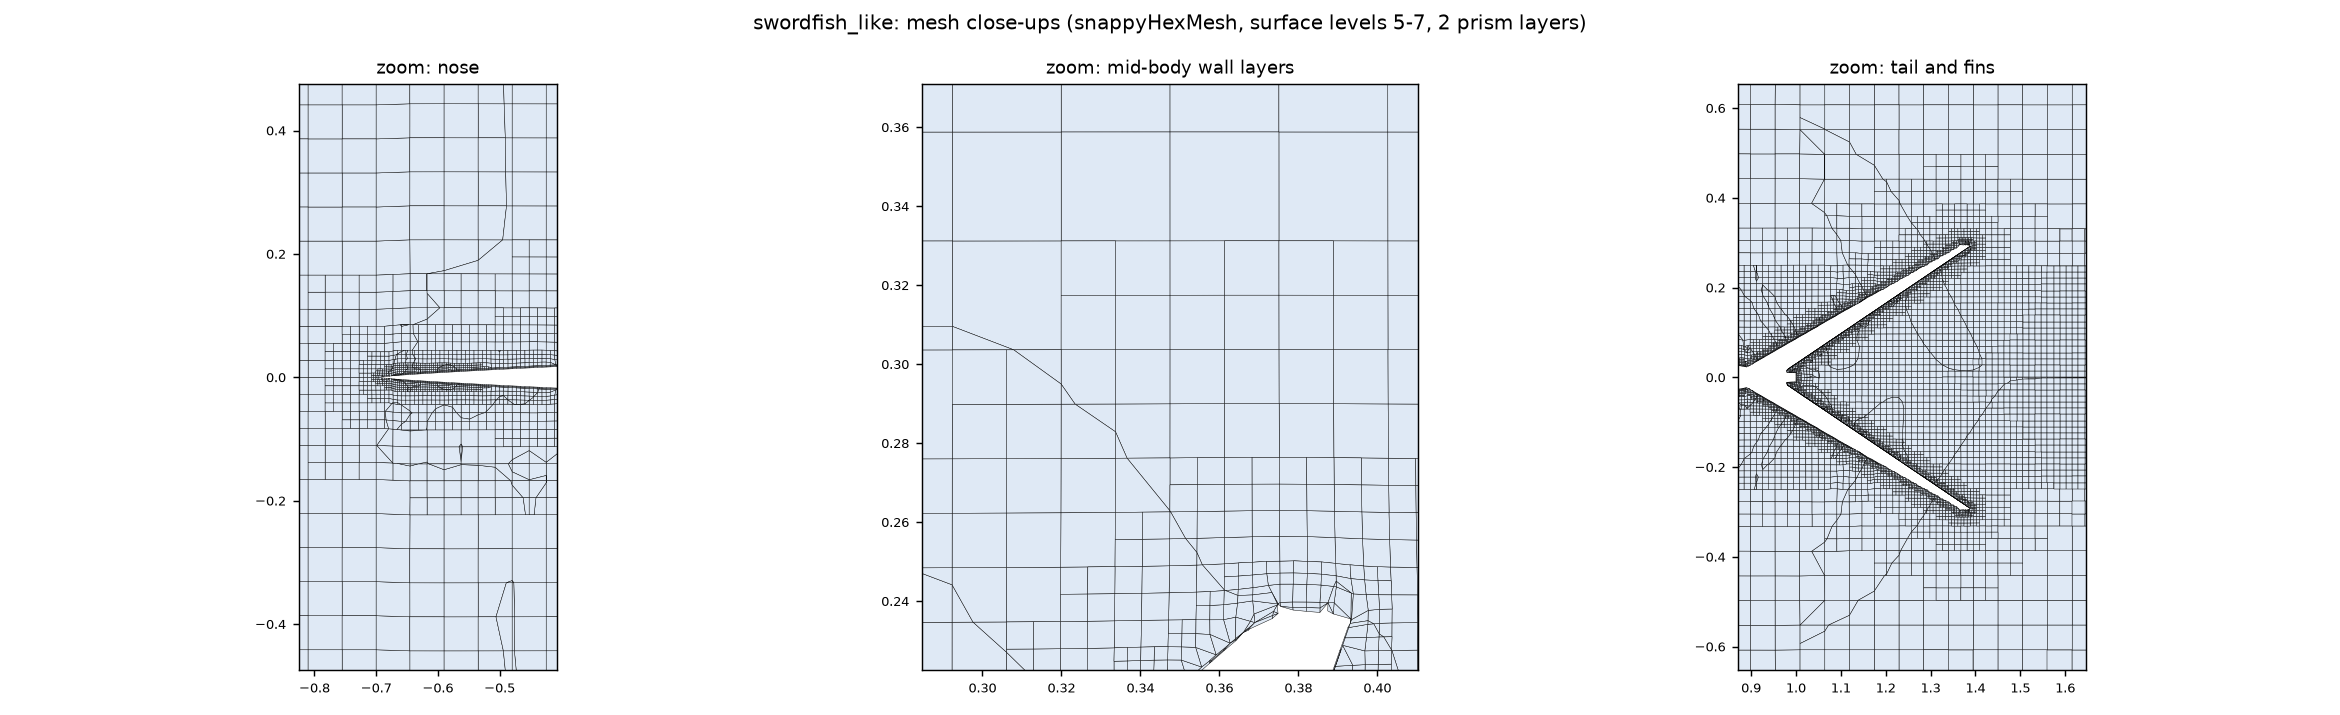 swordfish_like: mesh close-ups (snappyHexMesh, surface levels 5-7, 2 prism layers)
zoom: nose
0.4
0.2
0.0
−0.2
−0.4
−0.8 −0.7 −0.6 −0.5
zoom: mid-body wall layers
0.36
0.34
0.32
0.30
0.28
0.26
0.24
0.30 0.32 0.34 0.36 0.38 0.40
zoom: tail and fins
0.6
0.4
0.2
0.0
−0.2
−0.4
−0.6
0.9 1.0 1.1 1.2 1.3 1.4 1.5 1.6